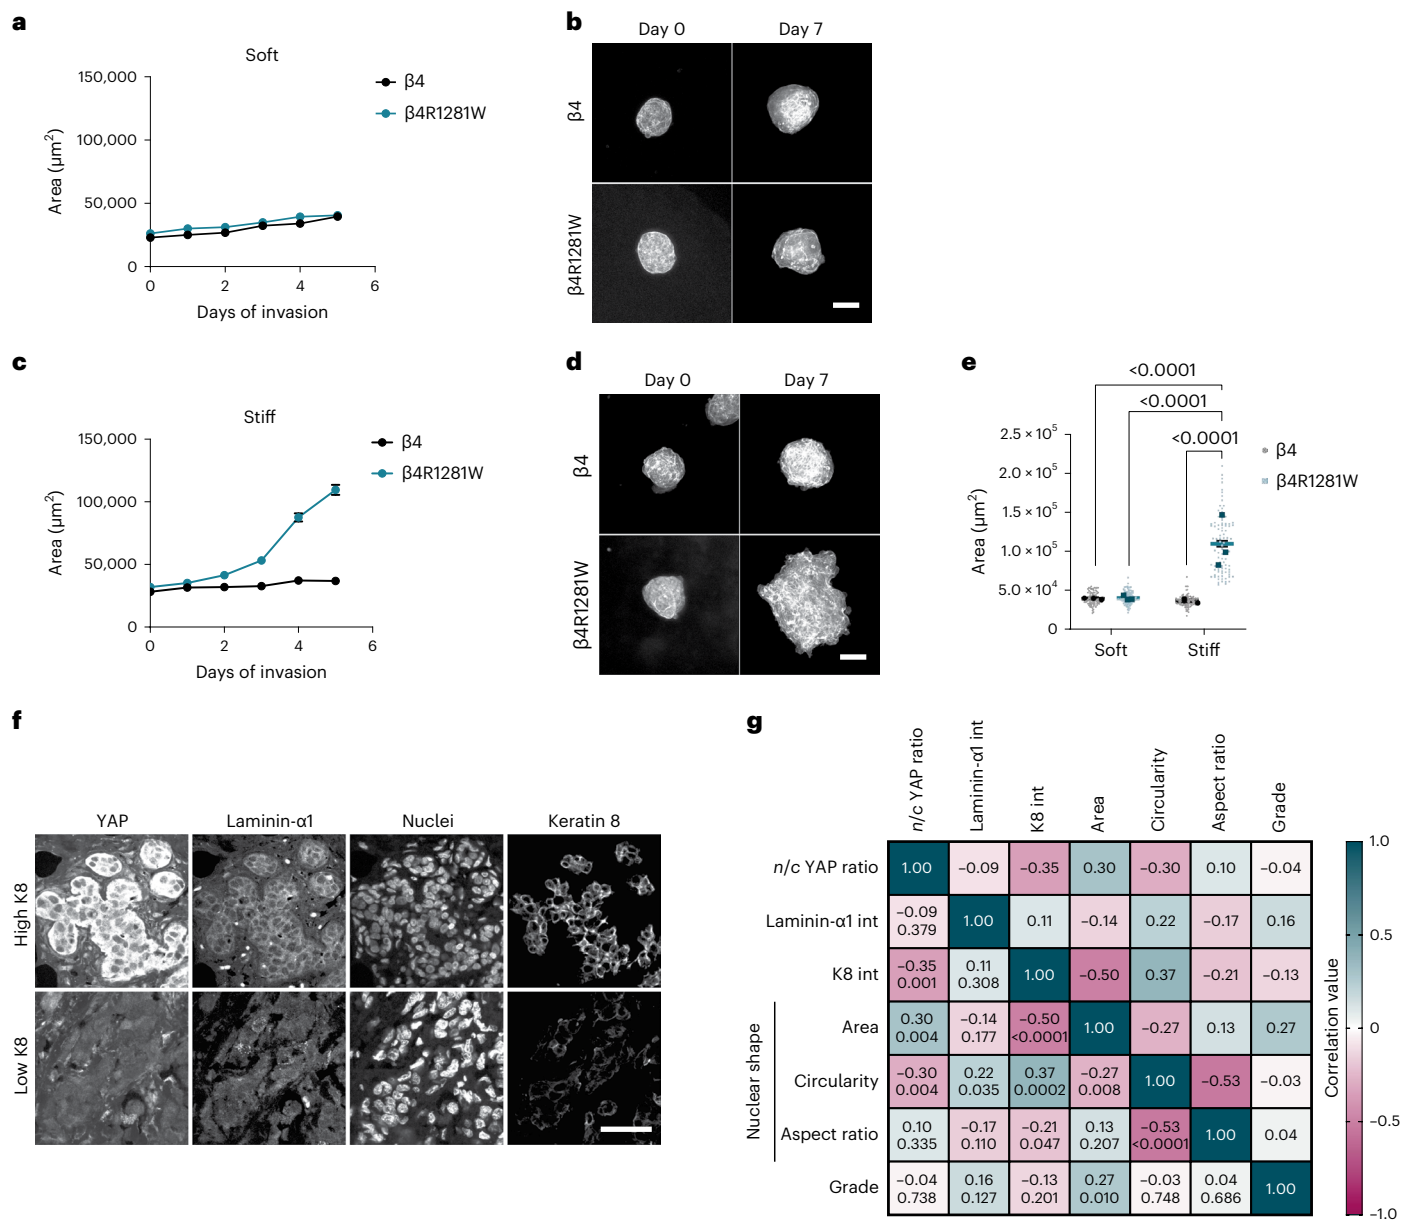 a
Soft
150,000
100,000
50,000
0
Area (µm²)
0 2 4 6
Days of invasion
β4
β4R1281W
b
Day 0 Day 7
β4
β4R1281W
c
Stiff
150,000
100,000
50,000
0
Area (µm²)
0 2 4 6
Days of invasion
β4
β4R1281W
d
Day 0 Day 7
β4
β4R1281W
e
<0.0001
<0.0001
<0.0001
2.5 × 10⁵
2.0 × 10⁵
1.5 × 10⁵
1.0 × 10⁵
5.0 × 10⁴
0
Area (µm²)
Soft Stiff
β4
β4R1281W
f
YAP Laminin-α1 Nuclei Keratin 8
High K8
Low K8
g
n/c YAP ratio
Laminin-α1 int
K8 int
Area
Circularity
Aspect ratio
Grade
n/c YAP ratio 1.00 −0.09 −0.35 0.30 −0.30 0.10 −0.04
Laminin-α1 int −0.09 1.00 0.11 −0.14 0.22 −0.17 0.16
0.379
K8 int −0.35 0.11 1.00 −0.50 0.37 −0.21 −0.13
0.001 0.308
Nuclear shape
Area 0.30 −0.14 −0.50 1.00 −0.27 0.13 0.27
0.004 0.177 <0.0001
Circularity −0.30 0.22 0.37 −0.27 1.00 −0.53 −0.03
0.004 0.035 0.0002 0.008
Aspect ratio 0.10 −0.17 −0.21 0.13 −0.53 1.00 0.04
0.335 0.110 0.047 0.207 <0.0001
Grade −0.04 0.16 −0.13 0.27 −0.03 0.04 1.00
0.738 0.127 0.201 0.010 0.748 0.686
1.0
0.5
0
−0.5
−1.0
Correlation value